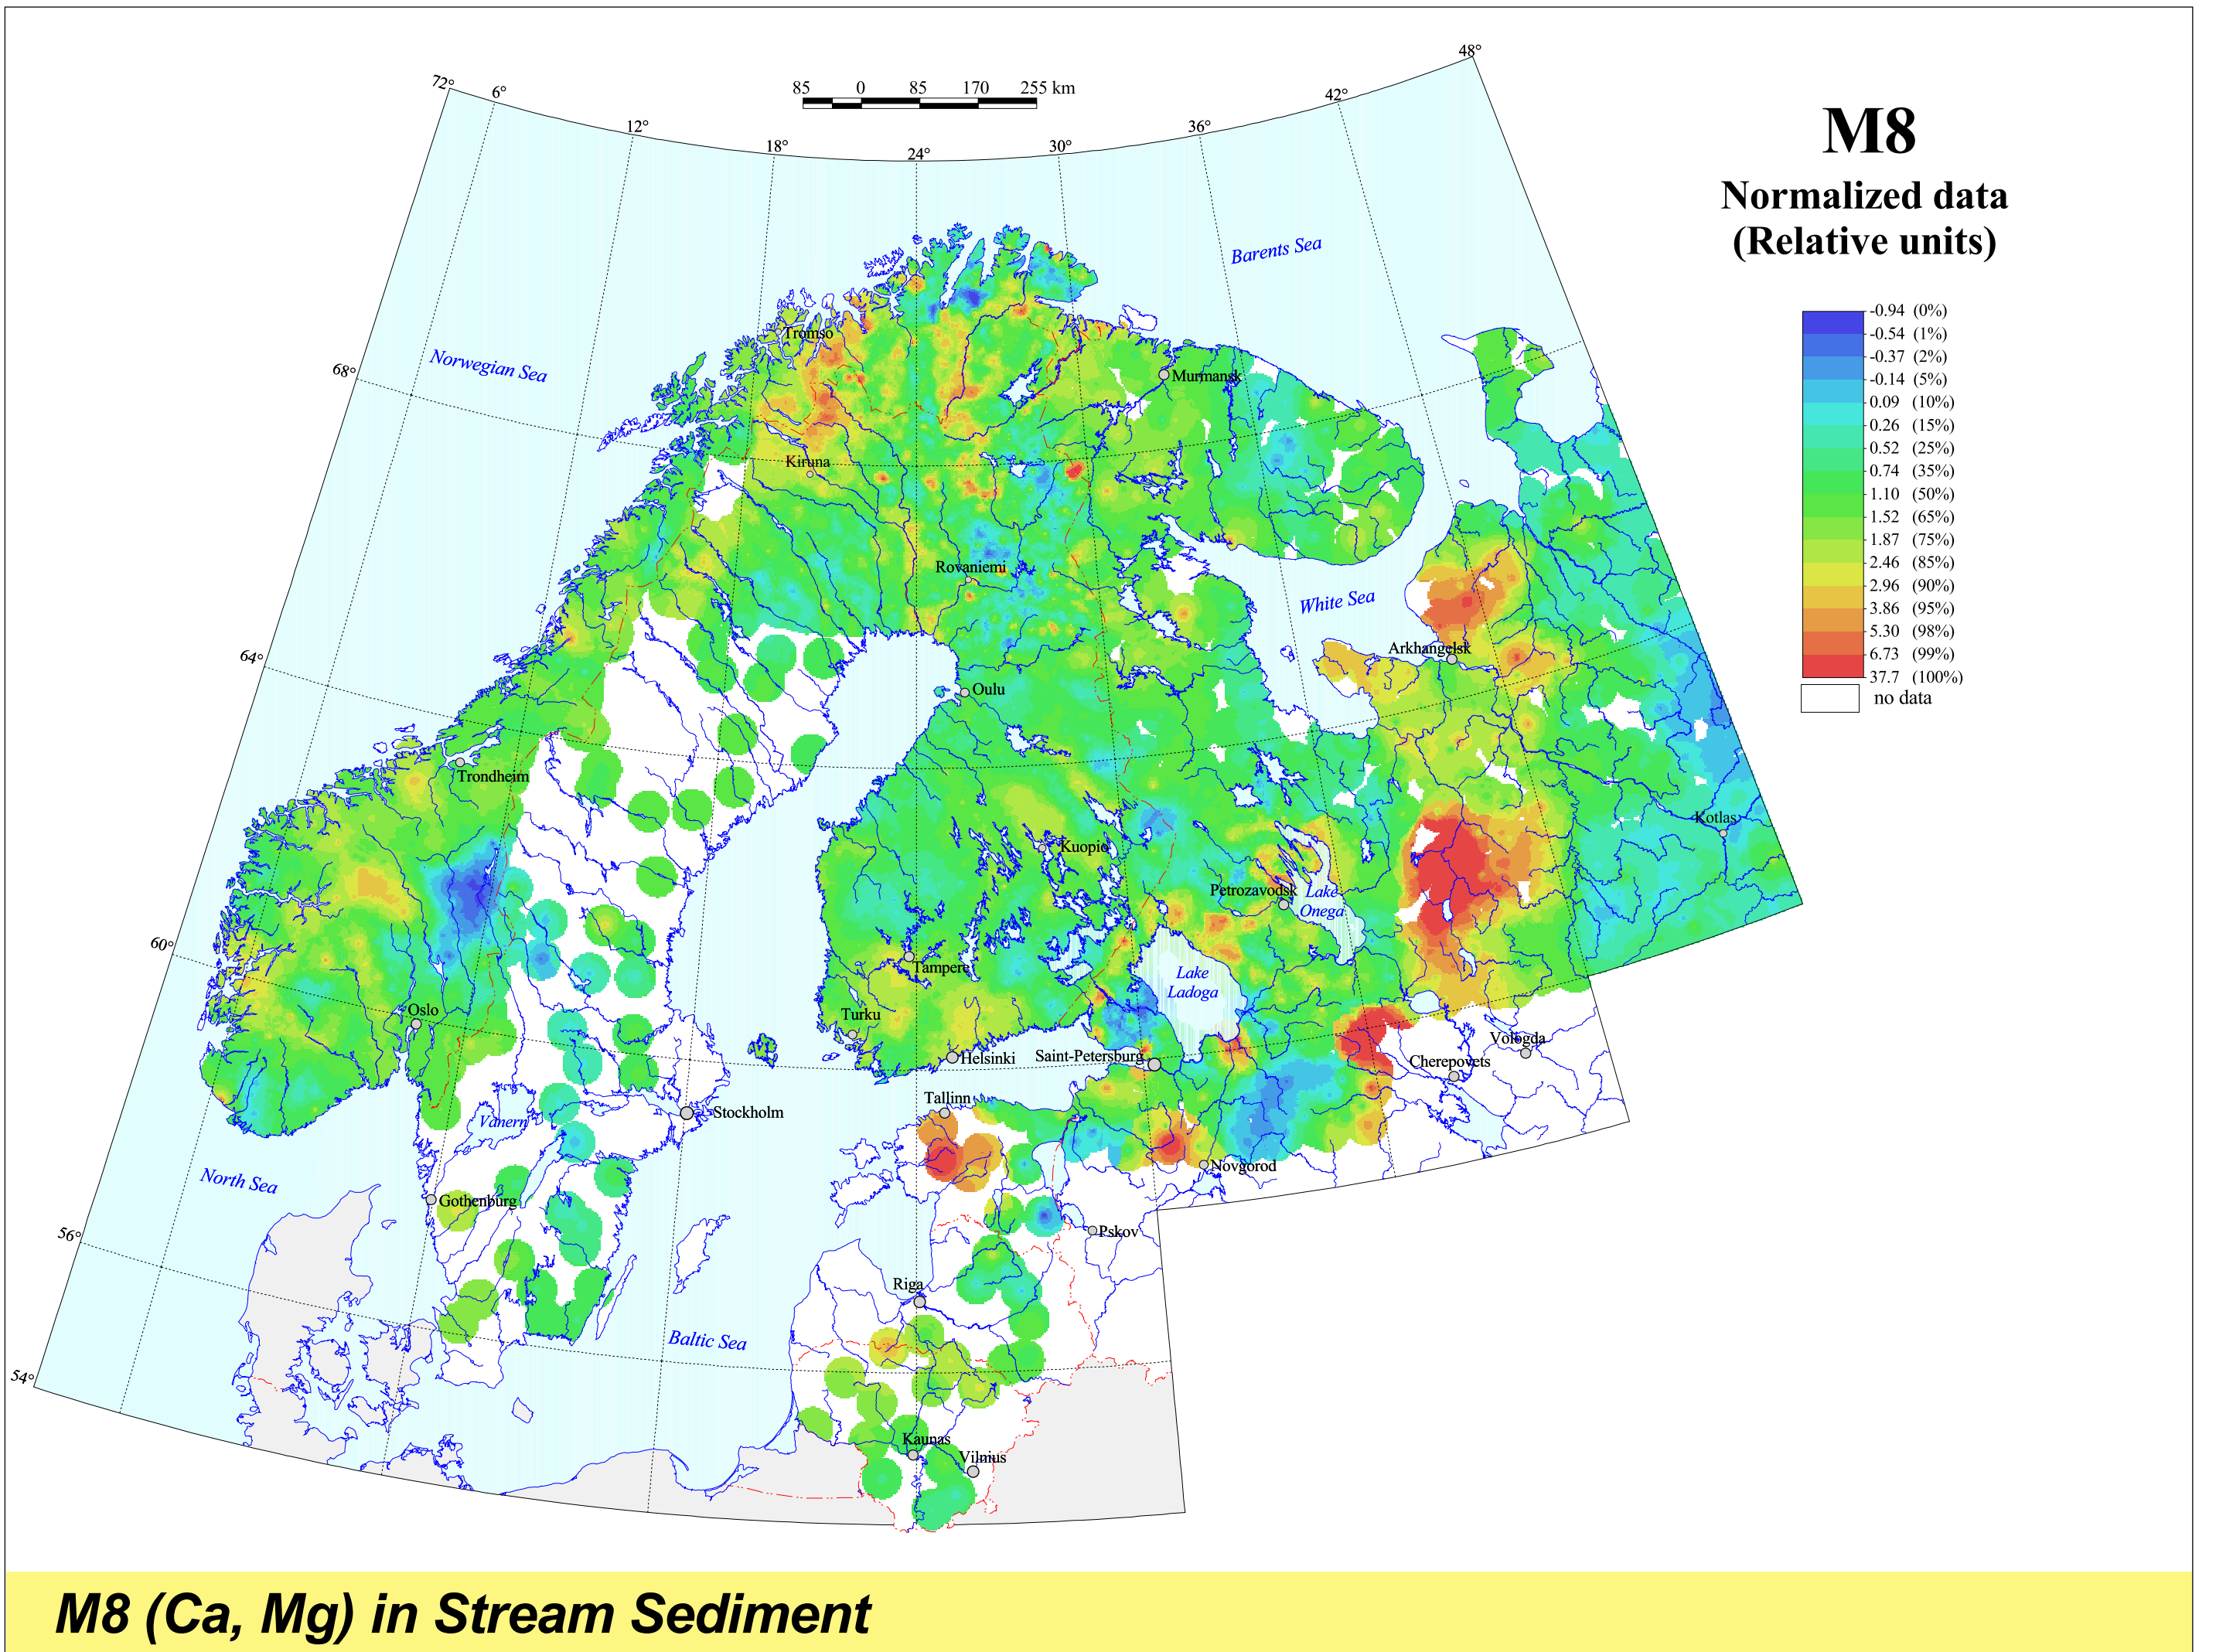 48°
72°
6°
42°
85 0 85 170 255 km
12°
36°
18°
30°
24°
M8
Normalized data
(Relative units)
Barents Sea
-0.94 (0%)
-0.54 (1%)
-0.37 (2%)
-0.14 (5%)
0.09 (10%)
0.26 (15%)
0.52 (25%)
0.74 (35%)
1.10 (50%)
1.52 (65%)
1.87 (75%)
2.46 (85%)
2.96 (90%)
3.86 (95%)
5.30 (98%)
6.73 (99%)
37.7 (100%)
no data
Tromso
Norwegian Sea
68°
Murmansk
Kiruna
Rovaniemi
White Sea
Arkhangelsk
64°
Oulu
Trondheim
Kotlas
Kuopio
Petrozavodsk
Lake
Onega
60°
Tampere
Lake
Ladoga
Oslo
Turku
Helsinki
Saint-Petersburg
Vologda
Cherepovets
Tallinn
Stockholm
Vanern
Novgorod
North Sea
Gothenburg
Pskov
56°
Riga
Baltic Sea
54°
Kaunas
Vilnius
M8 (Ca, Mg) in Stream Sediment